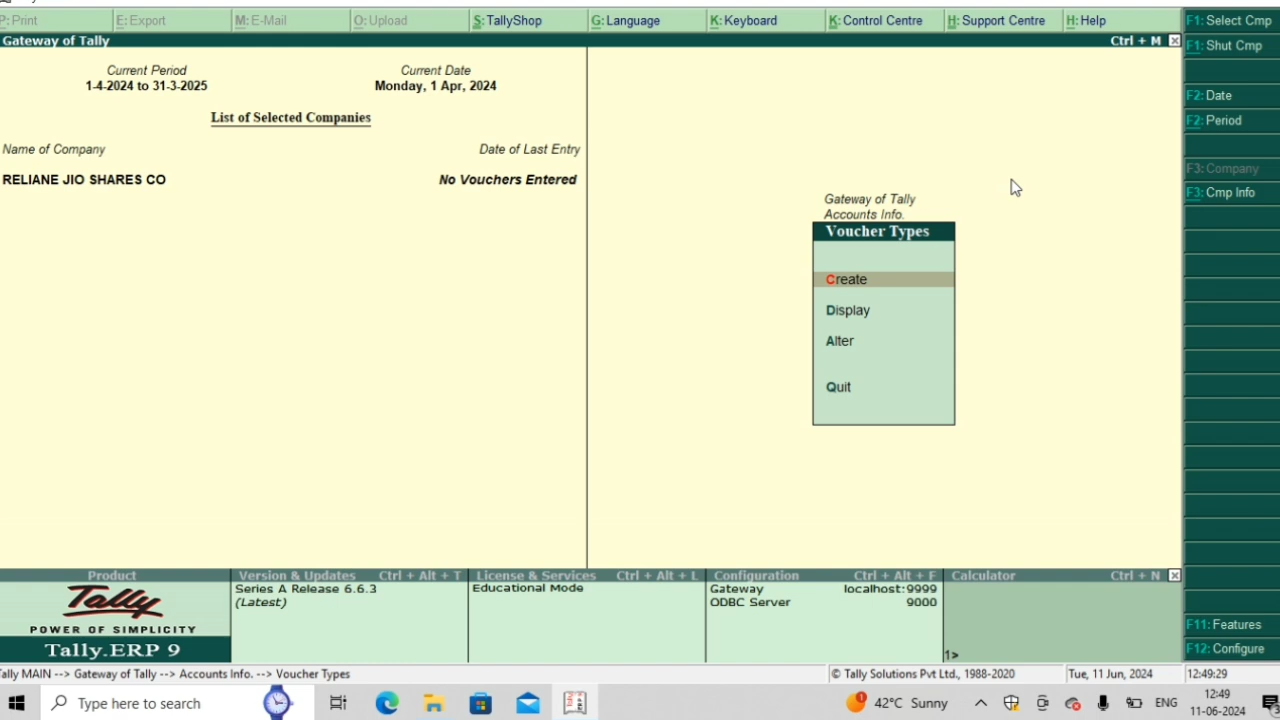 P: Print E: Export M: E-Mail O: Upload S: TallyShop G: Language K: Keyboard K: Control Centre H: Support Centre H: Help F1: Select Cmp
Gateway of Tally Ctrl + M F1: Shut Cmp
Current Period Current Date
1-4-2024 to 31-3-2025 Monday, 1 Apr, 2024
F2: Date
List of Selected Companies F2: Period
Name of Company Date of Last Entry
F3: Company
RELIANE JIO SHARES CO No Vouchers Entered
F3: Cmp Info
Gateway of Tally
Accounts Info.
Voucher Types
Create
Display
Alter
Quit
Product Version & Updates Ctrl + Alt + T License & Services Ctrl + Alt + L Configuration Ctrl + Alt + F Calculator Ctrl + N
Series A Release 6.6.3 Educational Mode Gateway localhost:9999
(Latest) ODBC Server 9000
Tally
POWER OF SIMPLICITY
Tally.ERP 9
1>
F11: Features
F12: Configure
Tally MAIN --> Gateway of Tally --> Accounts Info. --> Voucher Types © Tally Solutions Pvt Ltd., 1988-2020 Tue, 11 Jun, 2024 12:49:29
Type here to search 42°C Sunny ENG 12:49
11-06-2024